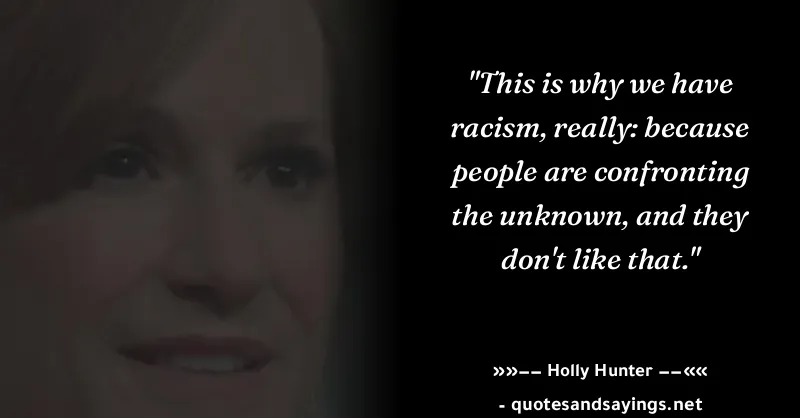 "This is why we have
racism, really: because
people are confronting
the unknown, and they
don't like that."
»»−− Holly Hunter −−««
- quotesandsayings.net